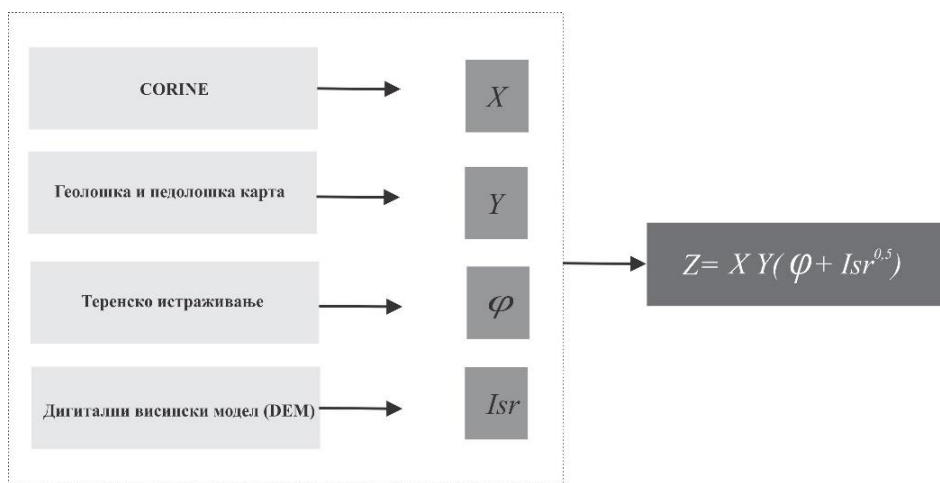 CORINE
X
Геолошка и педолошка карта
Y
Теренско истраживање
φ
Дигитални висински модел (DEM)
Isr
Z= X Y( φ + Isr^0,5)